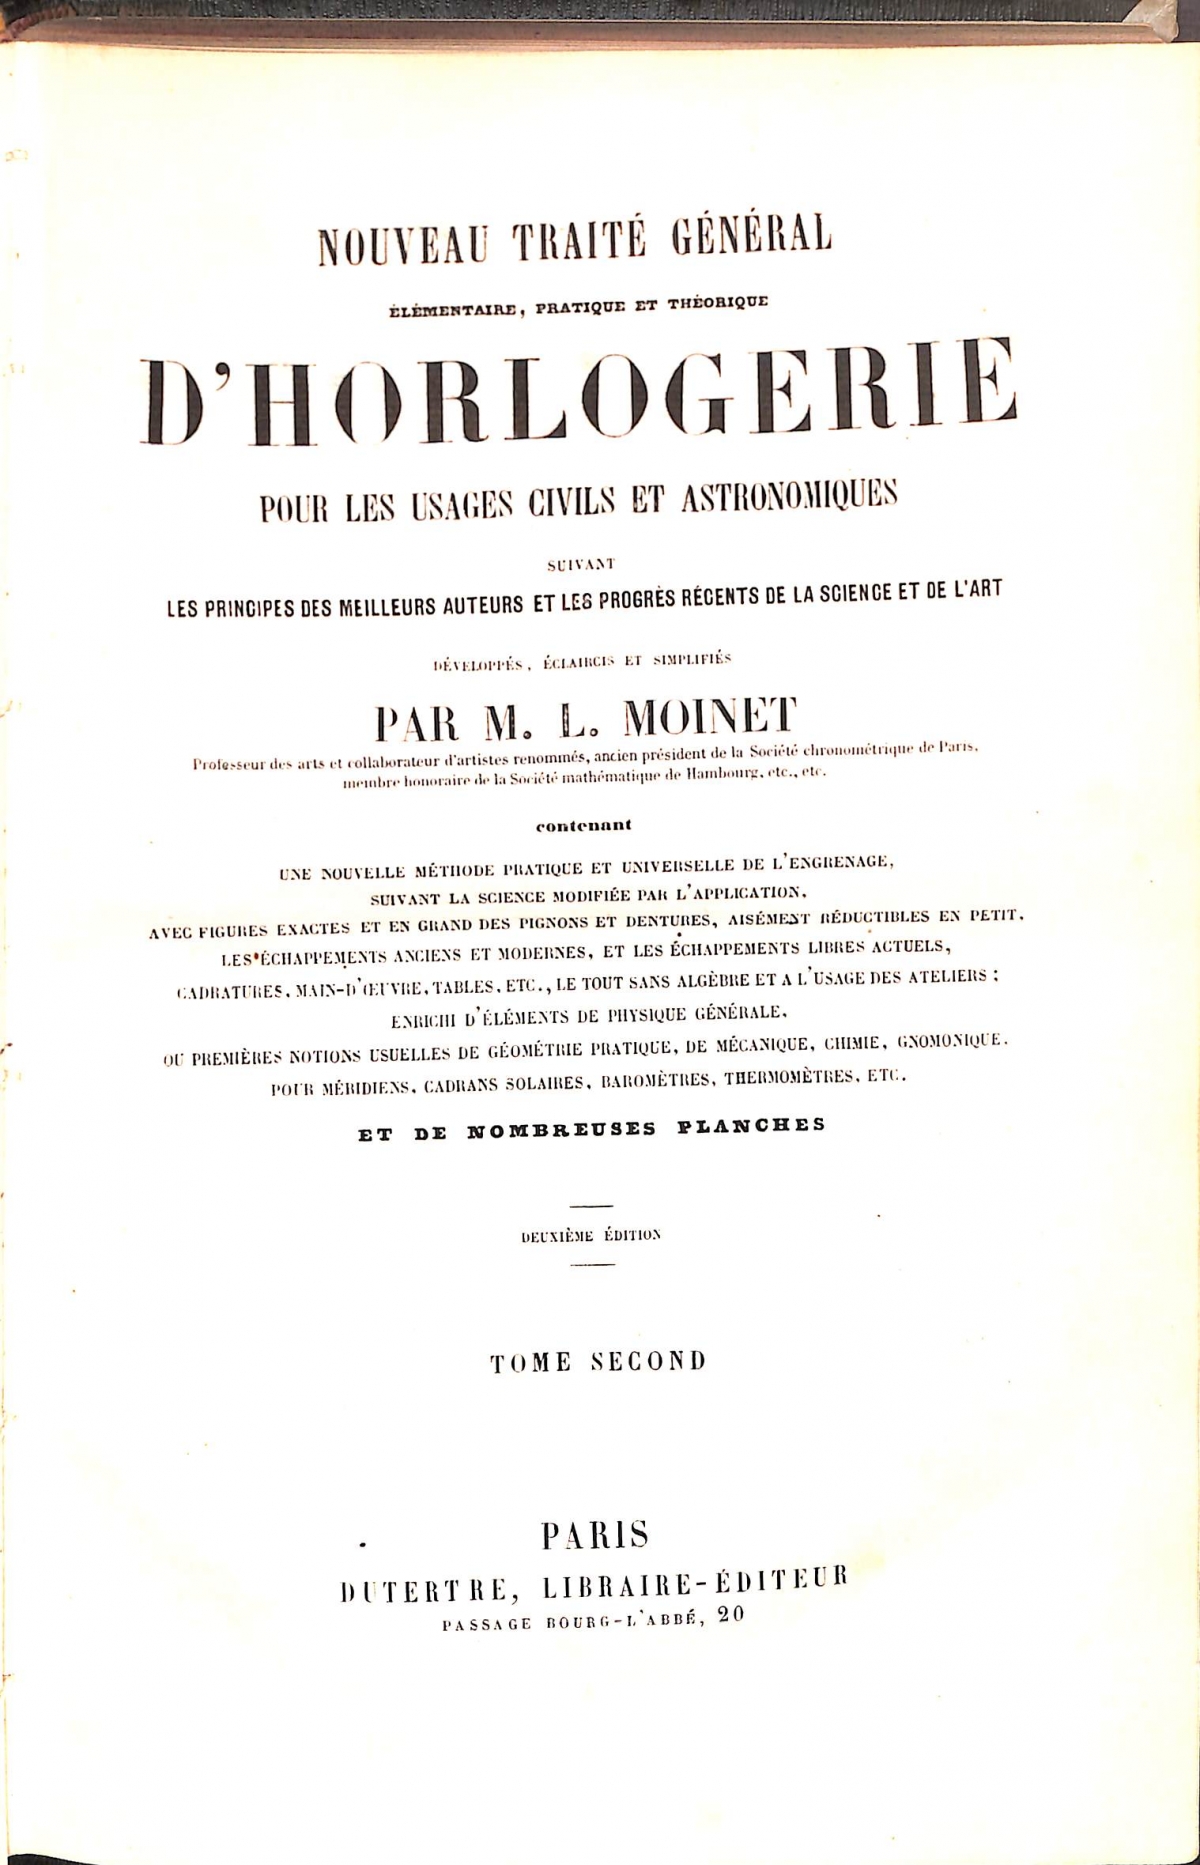 NOUVEAU TRAITÉ GÉNÉRAL
ÉLÉMENTAIRE, PRATIQUE ET THÉORIQUE
D'HORLOGERIE
POUR LES USAGES CIVILS ET ASTRONOMIQUES
SUIVANT
LES PRINCIPES DES MEILLEURS AUTEURS ET LES PROGRÈS RÉCENTS DE LA SCIENCE ET DE L'ART
DÉVELOPPÉS, ÉCLAIRCIS ET SIMPLIFIÉS
PAR M. L. MOINET
Professeur des arts et collaborateur d'artistes renommés, ancien président de la Société chronométrique de Paris,
membre honoraire de la Société mathématique de Hambourg, etc., etc.
contenant
UNE NOUVELLE MÉTHODE PRATIQUE ET UNIVERSELLE DE L'ENGRENAGE,
SUIVANT LA SCIENCE MODIFIÉE PAR L'APPLICATION,
AVEC FIGURES EXACTES ET EN GRAND DES PIGNONS ET DENTURES, AISÉMENT RÉDUCTIBLES EN PETIT,
LES ÉCHAPPEMENTS ANCIENS ET MODERNES, ET LES ÉCHAPPEMENTS LIBRES ACTUELS,
CADRATURES, MAIN-D'ŒUVRE, TABLES, ETC., LE TOUT SANS ALGÈBRE ET A L'USAGE DES ATELIERS ;
ENRICHI D'ÉLÉMENTS DE PHYSIQUE GÉNÉRALE,
OU PREMIÈRES NOTIONS USUELLES DE GÉOMÉTRIE PRATIQUE, DE MÉCANIQUE, CHIMIE, GNOMONIQUE,
POUR MÉRIDIENS, CADRANS SOLAIRES, BAROMÈTRES, THERMOMÈTRES, ETC.
ET DE NOMBREUSES PLANCHES
DEUXIÈME ÉDITION
TOME SECOND
PARIS
DUTERTRE, LIBRAIRE-ÉDITEUR
PASSAGE BOURG-L'ABBÉ, 20